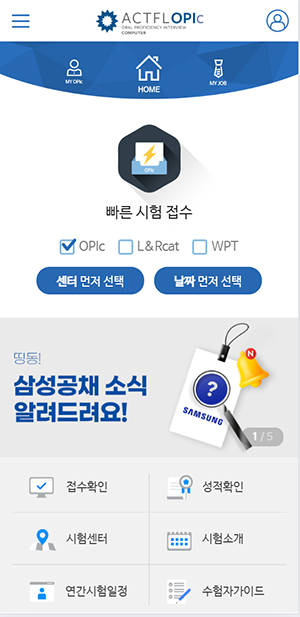 ACTFL OPIc
ORAL PROFICIENCY INTERVIEW
COMPUTER
MY OPIc
HOME
MY JOB
OPIc
빠른 시험 접수
OPIc L&Rcat WPT
센터 먼저 선택 날짜 먼저 선택
띵동!
삼성공채 소식
알려드려요!
N
?
SAMSUNG
1 / 5
접수확인 성적확인
시험센터 시험소개
연간시험일정 수험자가이드